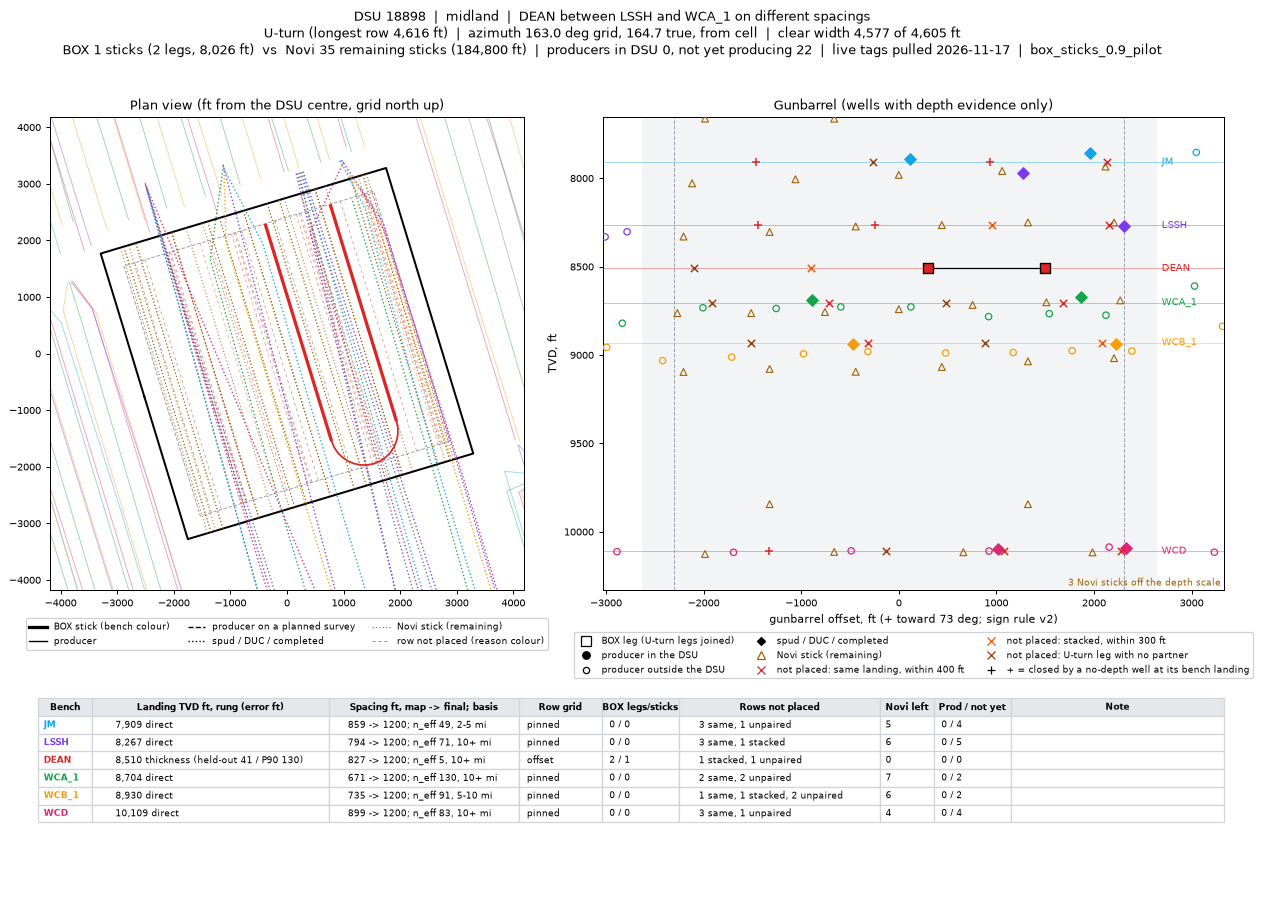 DSU 18898 | midland | DEAN between LSSH and WCA_1 on different spacings
U-turn (longest row 4,616 ft) | azimuth 163.0 deg grid, 164.7 true, from cell | clear width 4,577 of 4,605 ft
BOX 1 sticks (2 legs, 8,026 ft) vs Novi 35 remaining sticks (184,800 ft) | producers in DSU 0, not yet producing 22 | live tags pulled 2026-11-17 | box_sticks_0.9_pilot
Plan view (ft from the DSU centre, grid north up)
4000
3000
2000
1000
0
−1000
−2000
−3000
−4000
−4000 −3000 −2000 −1000 0 1000 2000 3000 4000
BOX stick (bench colour)
producer
producer on a planned survey
spud / DUC / completed
Novi stick (remaining)
row not placed (reason colour)
Gunbarrel (wells with depth evidence only)
TVD, ft
8000
8500
9000
9500
10000
JM
LSSH
DEAN
WCA_1
WCB_1
WCD
3 Novi sticks off the depth scale
−3000 −2000 −1000 0 1000 2000 3000
gunbarrel offset, ft (+ toward 73 deg; sign rule v2)
BOX leg (U-turn legs joined)
producer in the DSU
producer outside the DSU
spud / DUC / completed
Novi stick (remaining)
not placed: same landing, within 400 ft
not placed: stacked, within 300 ft
not placed: U-turn leg with no partner
+ = closed by a no-depth well at its bench landing
Bench Landing TVD ft, rung (error ft) Spacing ft, map -> final; basis Row grid BOX legs/sticks Rows not placed Novi left Prod / not yet Note
JM 7,909 direct 859 -> 1200; n_eff 49, 2-5 mi pinned 0 / 0 3 same, 1 unpaired 5 0 / 4
LSSH 8,267 direct 794 -> 1200; n_eff 71, 10+ mi pinned 0 / 0 3 same, 1 stacked 6 0 / 5
DEAN 8,510 thickness (held-out 41 / P90 130) 827 -> 1200; n_eff 5, 10+ mi offset 2 / 1 1 stacked, 1 unpaired 0 0 / 0
WCA_1 8,704 direct 671 -> 1200; n_eff 130, 10+ mi pinned 0 / 0 2 same, 2 unpaired 7 0 / 2
WCB_1 8,930 direct 735 -> 1200; n_eff 91, 5-10 mi pinned 0 / 0 1 same, 1 stacked, 2 unpaired 6 0 / 2
WCD 10,109 direct 899 -> 1200; n_eff 83, 10+ mi pinned 0 / 0 3 same, 1 unpaired 4 0 / 4